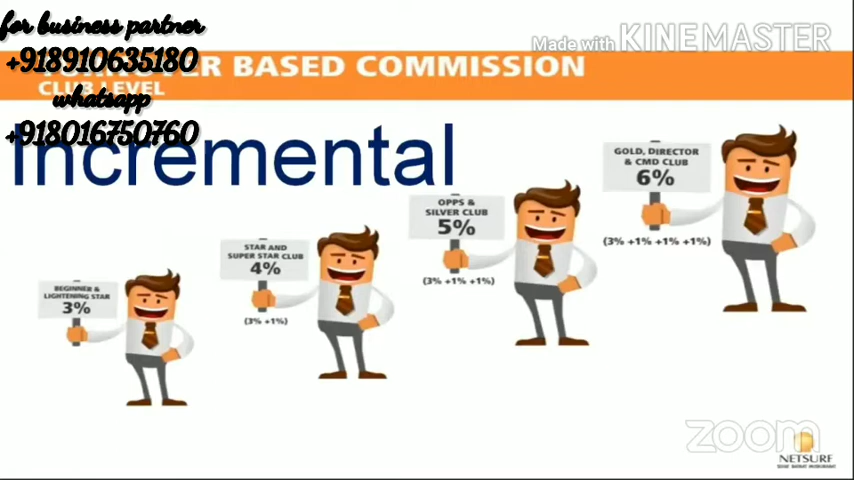 for business partner
+918910635180
whatsapp
+918016750760
Made with KINEMASTER
R BASED COMMISSION
CLUB LEVEL
Incremental
GOLD, DIRECTOR
& CMD CLUB
6%
(3% +1% +1% +1%)
OPPS &
SILVER CLUB
5%
(3% +1% +1%)
STAR AND
SUPER STAR CLUB
4%
(3% +1%)
BEGINNER &
LIGHTENING STAR
3%
zoom
NETSURF